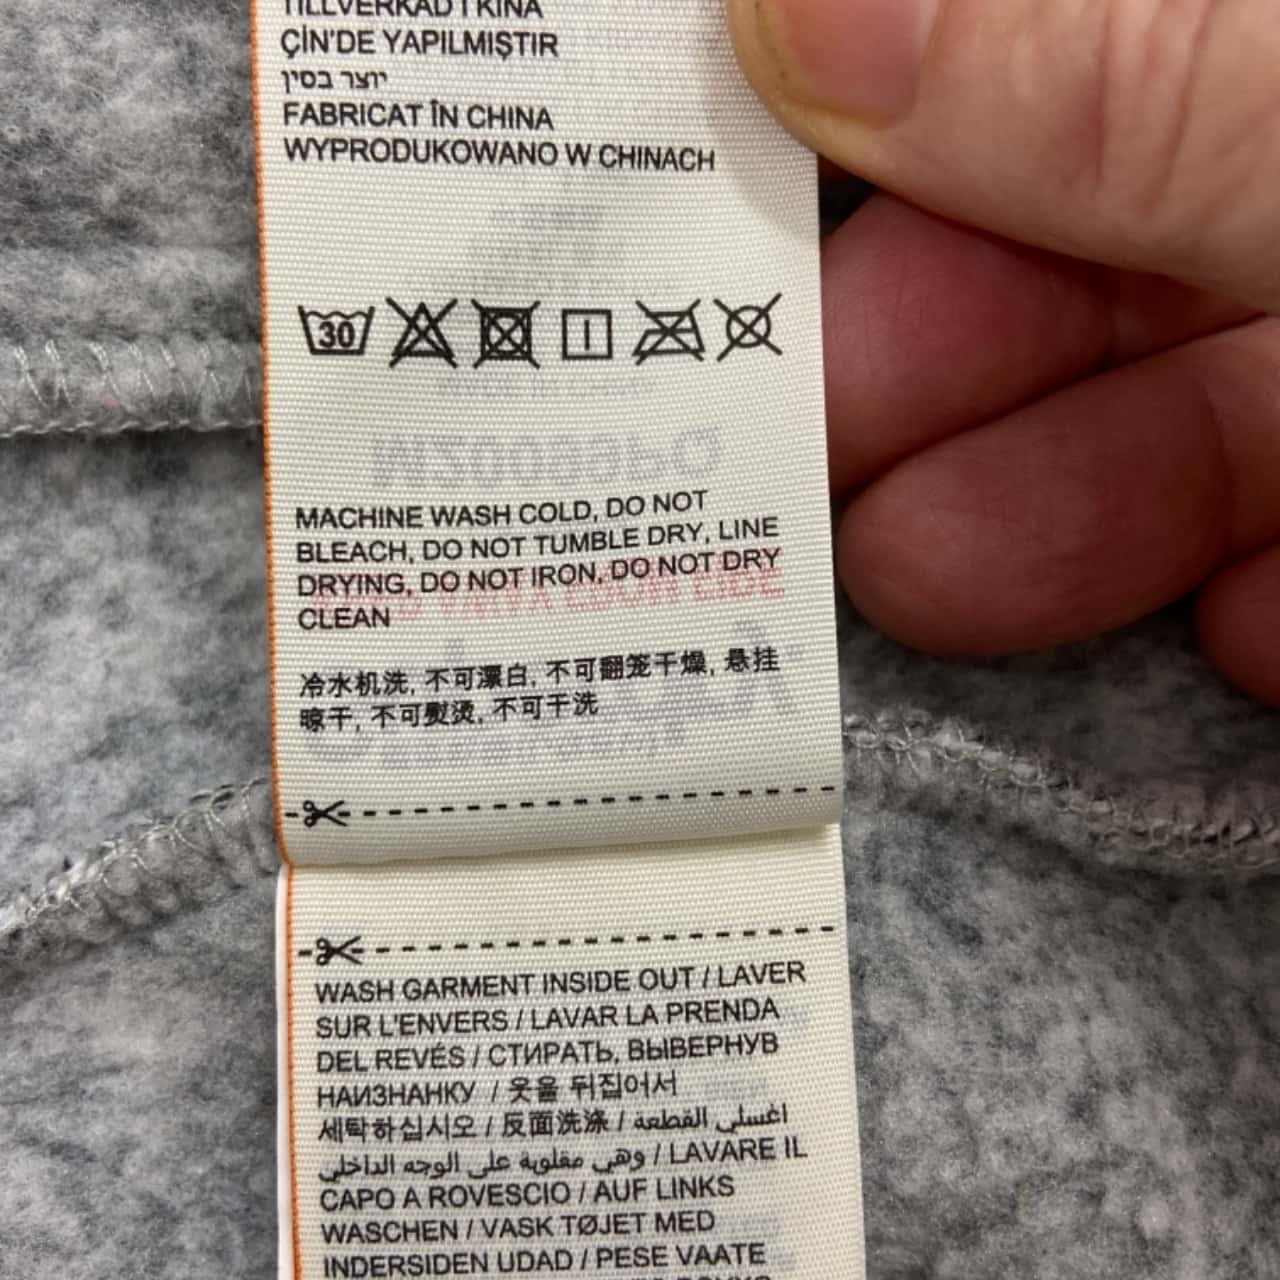 TILLVERKAD I KINA
ÇİN'DE YAPILMIŞTIR
יוצר בסין
FABRICAT ÎN CHINA
WYPRODUKOWANO W CHINACH
30
MACHINE WASH COLD, DO NOT
BLEACH, DO NOT TUMBLE DRY, LINE
DRYING, DO NOT IRON, DO NOT DRY
CLEAN
冷水机洗, 不可漂白, 不可翻笼干燥, 悬挂
晾干, 不可熨烫, 不可干洗
WASH GARMENT INSIDE OUT / LAVER
SUR L'ENVERS / LAVAR LA PRENDA
DEL REVÉS / СТИРАТЬ, ВЫВЕРНУВ
НАИЗНАНКУ / 옷을 뒤집어서
세탁하십시오 / 反面洗涤 / اغسلي القطعة
وهي مقلوبة على الوجه الداخلي / LAVARE IL
CAPO A ROVESCIO / AUF LINKS
WASCHEN / VASK TØJET MED
INDERSIDEN UDAD / PESE VAATE